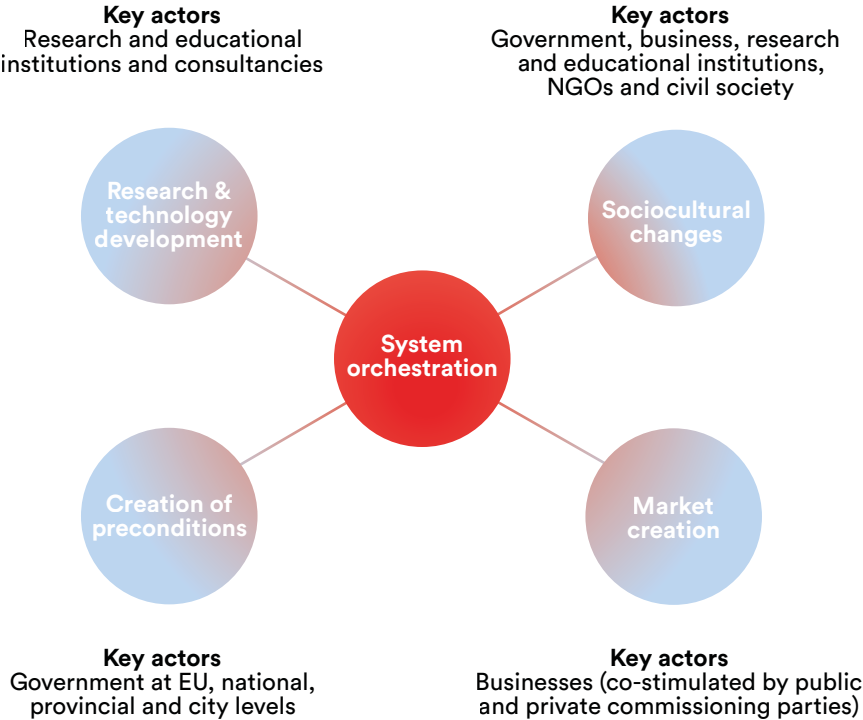 Key actors
Research and educational
institutions and consultancies
Key actors
Government, business, research
and educational institutions,
NGOs and civil society
Research &
technology
development
Sociocultural
changes
System
orchestration
Creation of
preconditions
Market
creation
Key actors
Government at EU, national,
provincial and city levels
Key actors
Businesses (co-stimulated by public
and private commissioning parties)